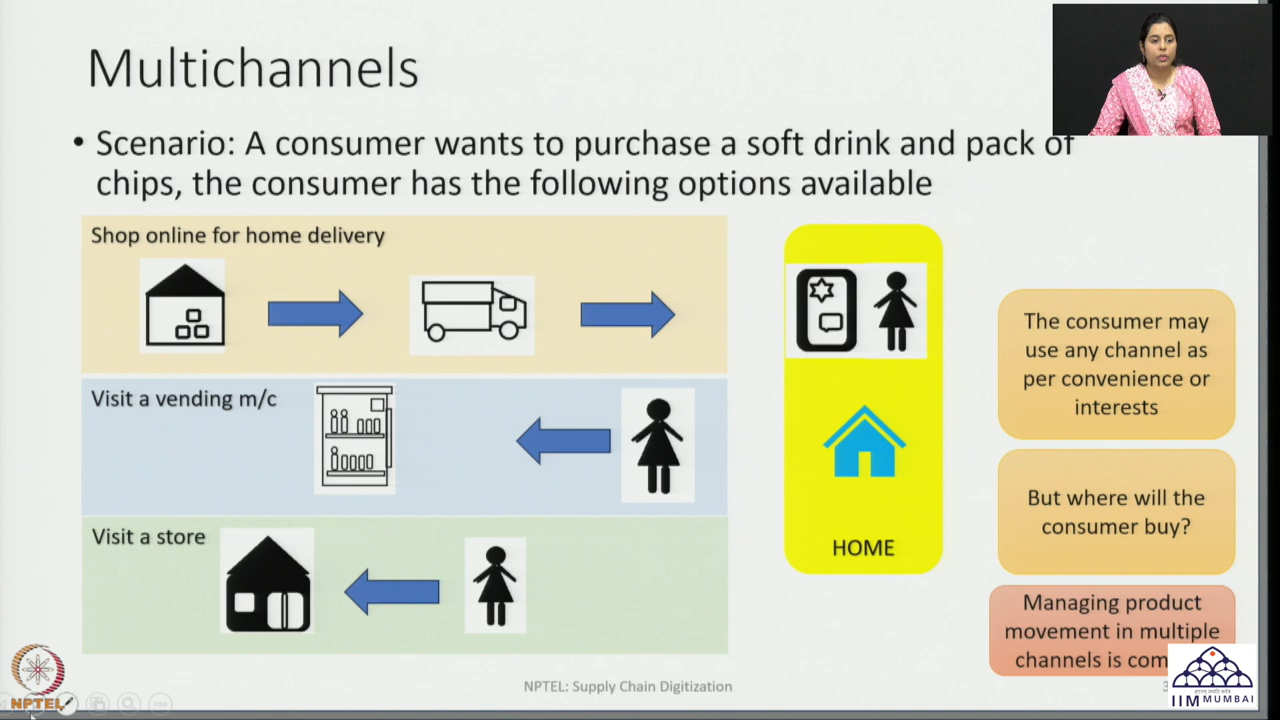 Multichannels
• Scenario: A consumer wants to purchase a soft drink and pack of
chips, the consumer has the following options available
Shop online for home delivery
Visit a vending m/c
Visit a store
HOME
The consumer may
use any channel as
per convenience or
interests
But where will the
consumer buy?
Managing product
movement in multiple
channels is com
NPTEL: Supply Chain Digitization
NPTEL
IIM MUMBAI